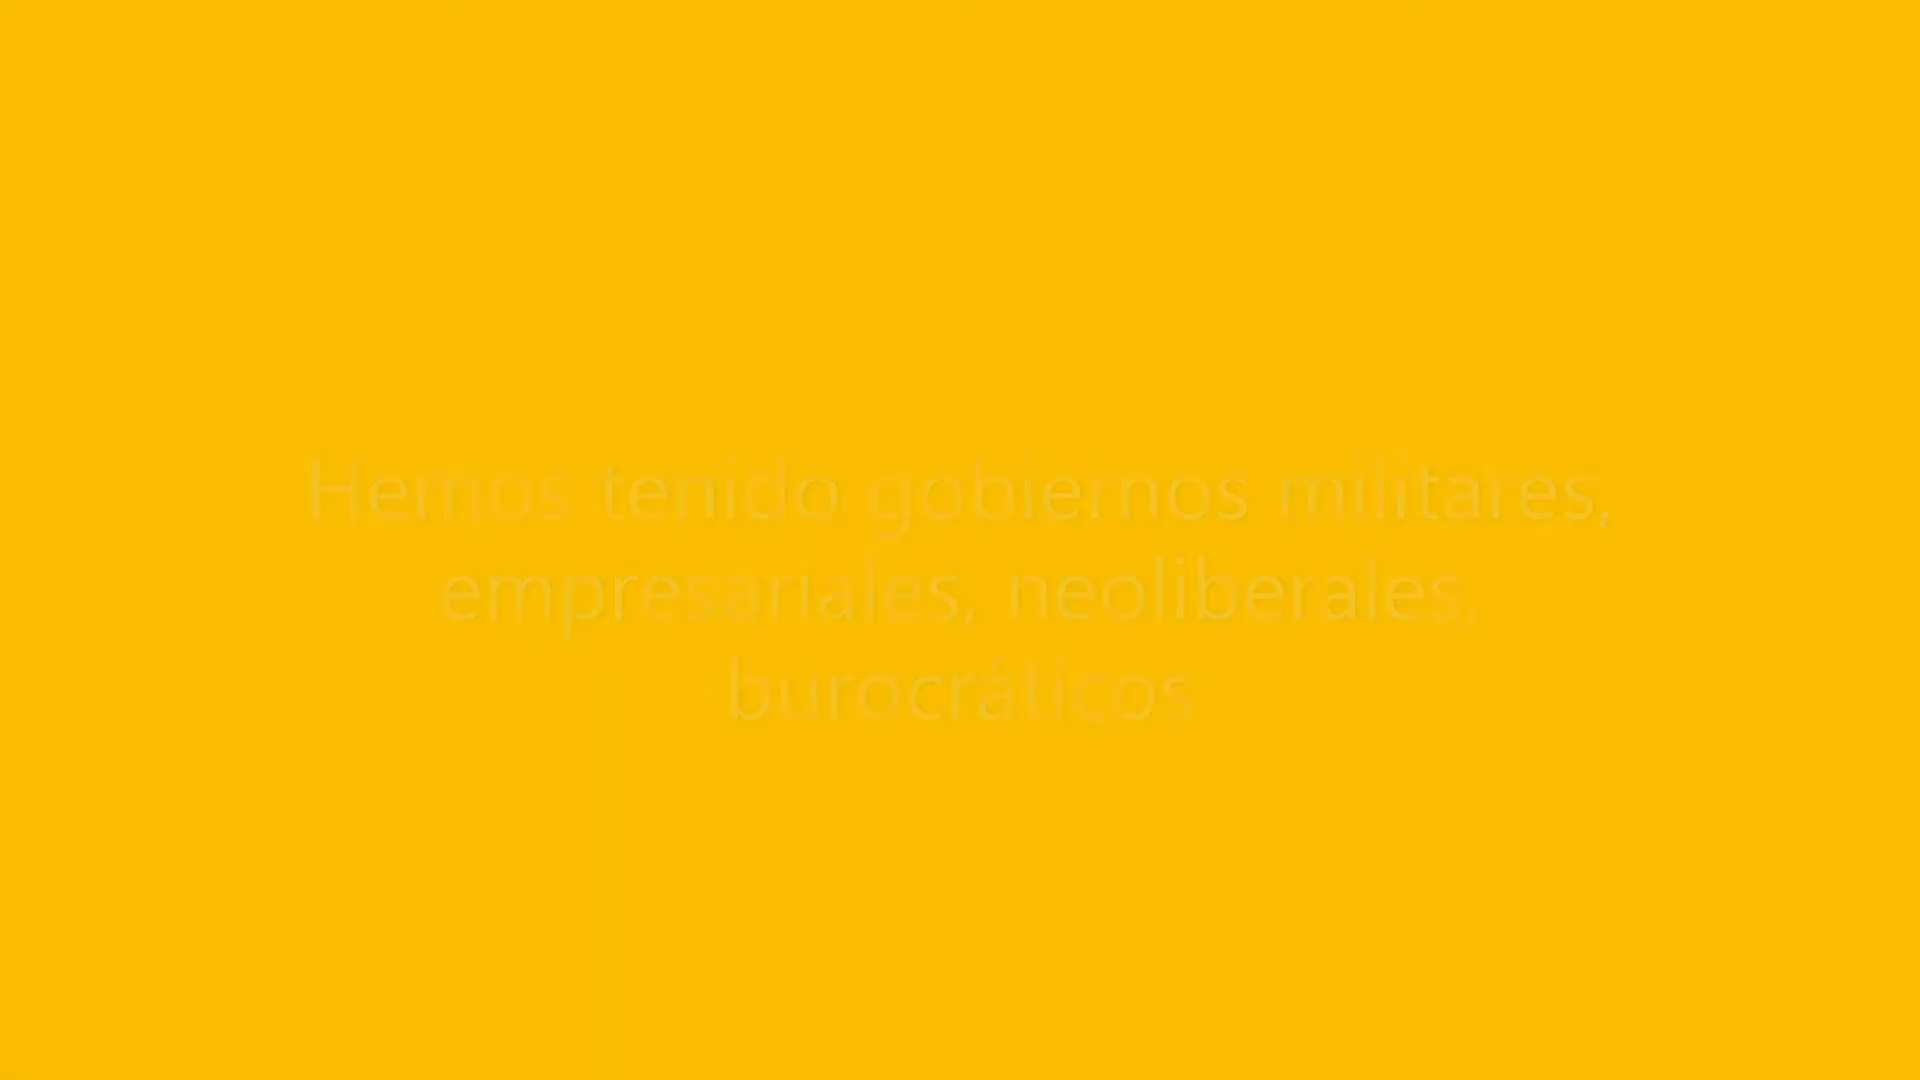 Hemos tenido gobiernos militares,
empresariales, neoliberales,
burocráticos